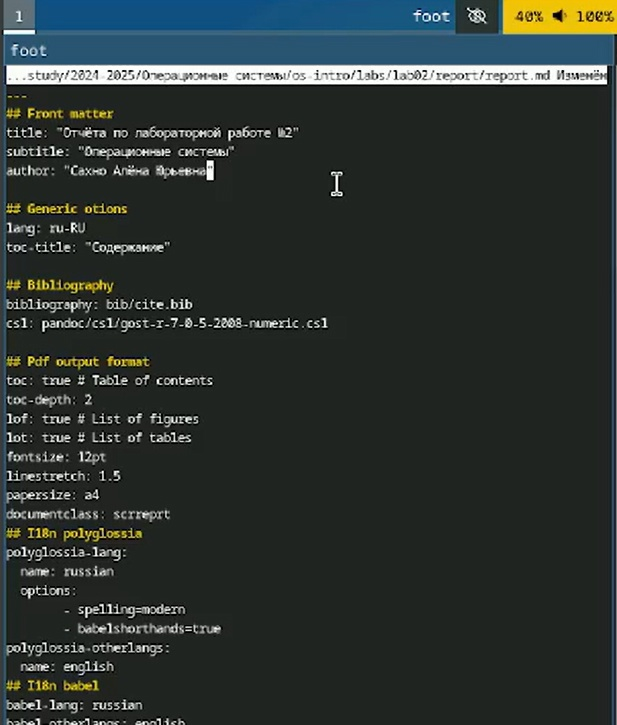 1
foot
40% 100%
foot
...study/2024-2025/Операционные системы/os-intro/labs/lab02/report/report.md Изменён
---
## Front matter
title: "Отчёта по лабораторной работе №2"
subtitle: "Операционные системы"
author: "Сахно Алёна Юрьевна"
## Generic otions
lang: ru-RU
toc-title: "Содержание"
## Bibliography
bibliography: bib/cite.bib
csl: pandoc/csl/gost-r-7-0-5-2008-numeric.csl
## Pdf output format
toc: true # Table of contents
toc-depth: 2
lof: true # List of figures
lot: true # List of tables
fontsize: 12pt
linestretch: 1.5
papersize: a4
documentclass: scrreprt
## I18n polyglossia
polyglossia-lang:
name: russian
options:
- spelling=modern
- babelshorthands=true
polyglossia-otherlangs:
name: english
## I18n babel
babel-lang: russian
babel-otherlangs: english